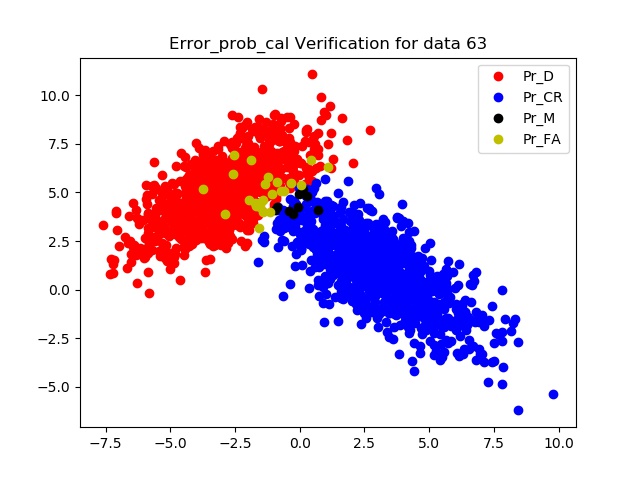 Error_prob_cal Verification for data 63
Pr_D
Pr_CR
Pr_M
Pr_FA
10.0
7.5
5.0
2.5
0.0
−2.5
−5.0
−7.5 −5.0 −2.5 0.0 2.5 5.0 7.5 10.0